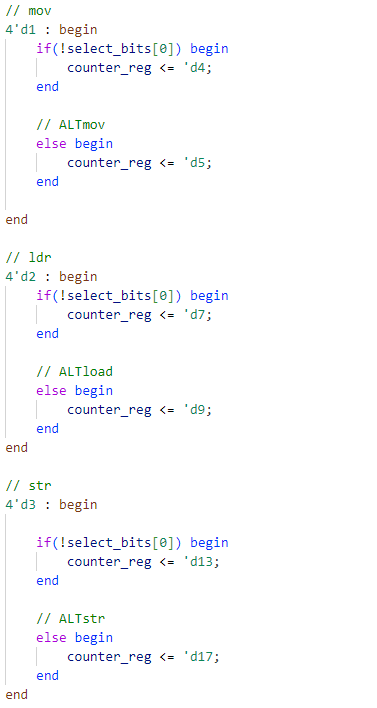 // mov
4'd1 : begin
if(!select_bits[0]) begin
counter_reg <= 'd4;
end
// ALTmov
else begin
counter_reg <= 'd5;
end
end
// ldr
4'd2 : begin
if(!select_bits[0]) begin
counter_reg <= 'd7;
end
// ALTload
else begin
counter_reg <= 'd9;
end
end
// str
4'd3 : begin
if(!select_bits[0]) begin
counter_reg <= 'd13;
end
// ALTstr
else begin
counter_reg <= 'd17;
end
end